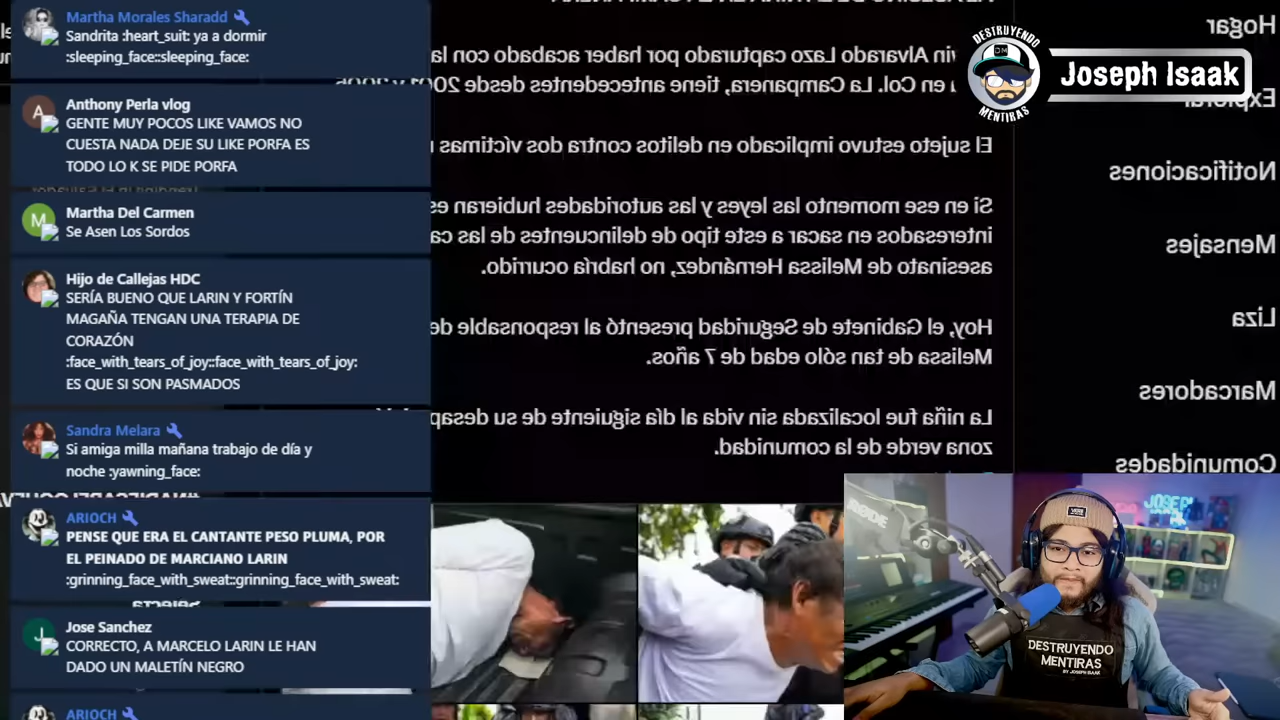 Martha Morales Sharadd
Sandrita :heart_suit: ya a dormir
:sleeping_face::sleeping_face:
Anthony Perla vlog
GENTE MUY POCOS LIKE VAMOS NO
CUESTA NADA DEJE SU LIKE PORFA ES
TODO LO K SE PIDE PORFA
Martha Del Carmen
Se Asen Los Sordos
Hijo de Callejas HDC
SERÍA BUENO QUE LARIN Y FORTÍN
MAGAÑA TENGAN UNA TERAPIA DE
CORAZÓN
:face_with_tears_of_joy::face_with_tears_of_joy:
ES QUE SI SON PASMADOS
Sandra Melara
Si amiga milla mañana trabajo de día y
noche :yawning_face:
ARIOCH
PENSE QUE ERA EL CANTANTE PESO PLUMA, POR
EL PEINADO DE MARCIANO LARIN
:grinning_face_with_sweat::grinning_face_with_sweat:
Jose Sanchez
CORRECTO, A MARCELO LARIN LE HAN
DADO UN MALETÍN NEGRO
ARIOCH
Alvarado Lazo capturado por haber acabado con la
en Col. La Campanera, tiene antecedentes desde
El sujeto estuvo implicado en delitos contra dos víctimas
Si en ese momento las leyes y las autoridades hubieran
interesados en sacar a este tipo de delincuentes de las
asesinato de Melissa Hernández, no habría ocurrido.
Hoy, el Gabinete de Seguridad presentó al responsable
Melissa de tan sólo edad de 7 años.
La niña fue localizada sin vida al día siguiente de su
zona verde de la comunidad.
Hogar
Explorar
Notificaciones
Mensajes
Liza
Marcadores
Comunidades
DESTRUYENDO
DM
MENTIRAS
Joseph Isaak
RØDE
JOSEPH
DESTRUYENDO
MENTIRAS
BY JOSEPH ISAAK